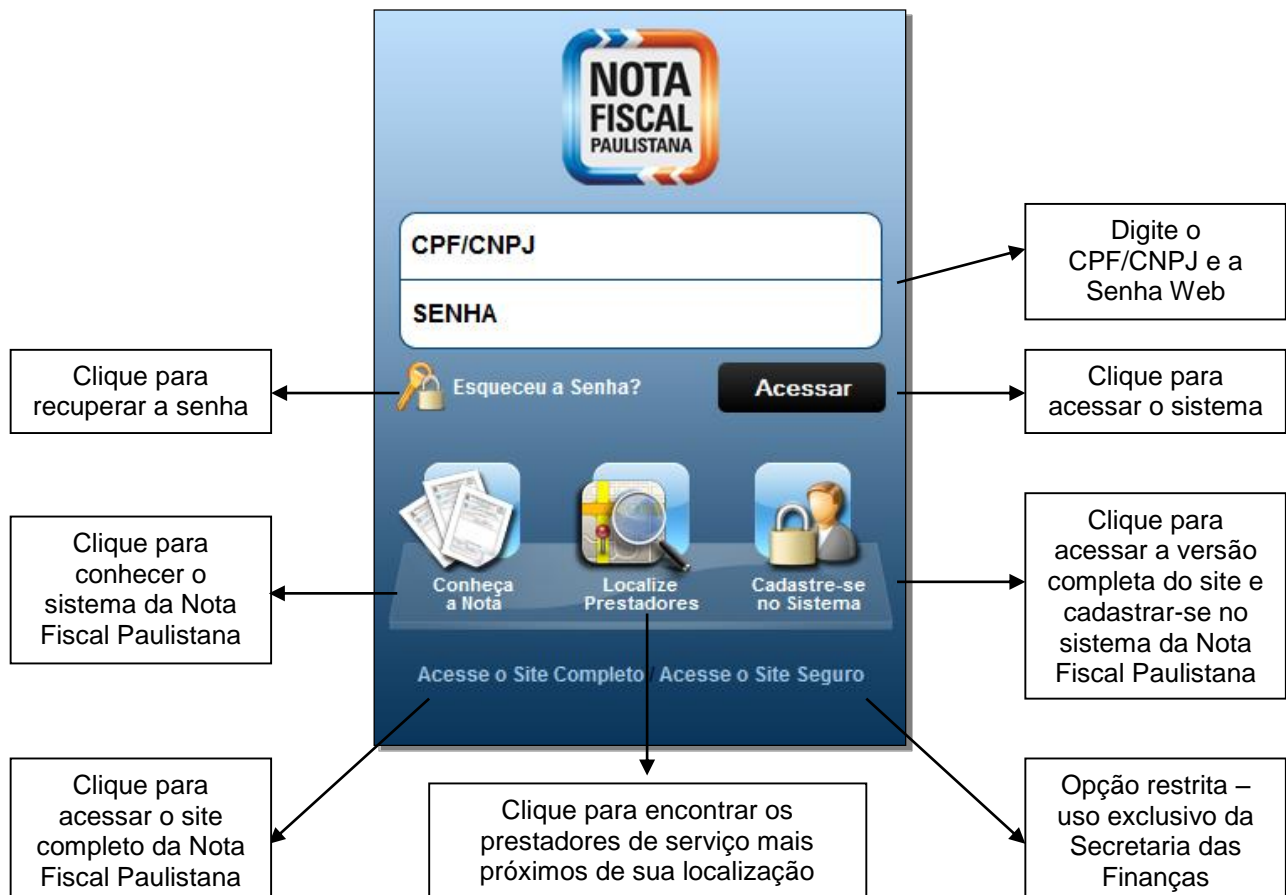 NOTA
FISCAL
PAULISTANA
CPF/CNPJ
SENHA
Digite o
CPF/CNPJ e a
Senha Web
Clique para
recuperar a senha
Esqueceu a Senha?
Acessar
Clique para
acessar o sistema
Clique para
conhecer o
sistema da Nota
Fiscal Paulistana
Conheça
a Nota
Localize
Prestadores
Cadastre-se
no Sistema
Clique para
acessar a versão
completa do site e
cadastrar-se no
sistema da Nota
Fiscal Paulistana
Acesse o Site Completo / Acesse o Site Seguro
Clique para
acessar o site
completo da Nota
Fiscal Paulistana
Clique para encontrar os
prestadores de serviço mais
próximos de sua localização
Opção restrita –
uso exclusivo da
Secretaria das
Finanças